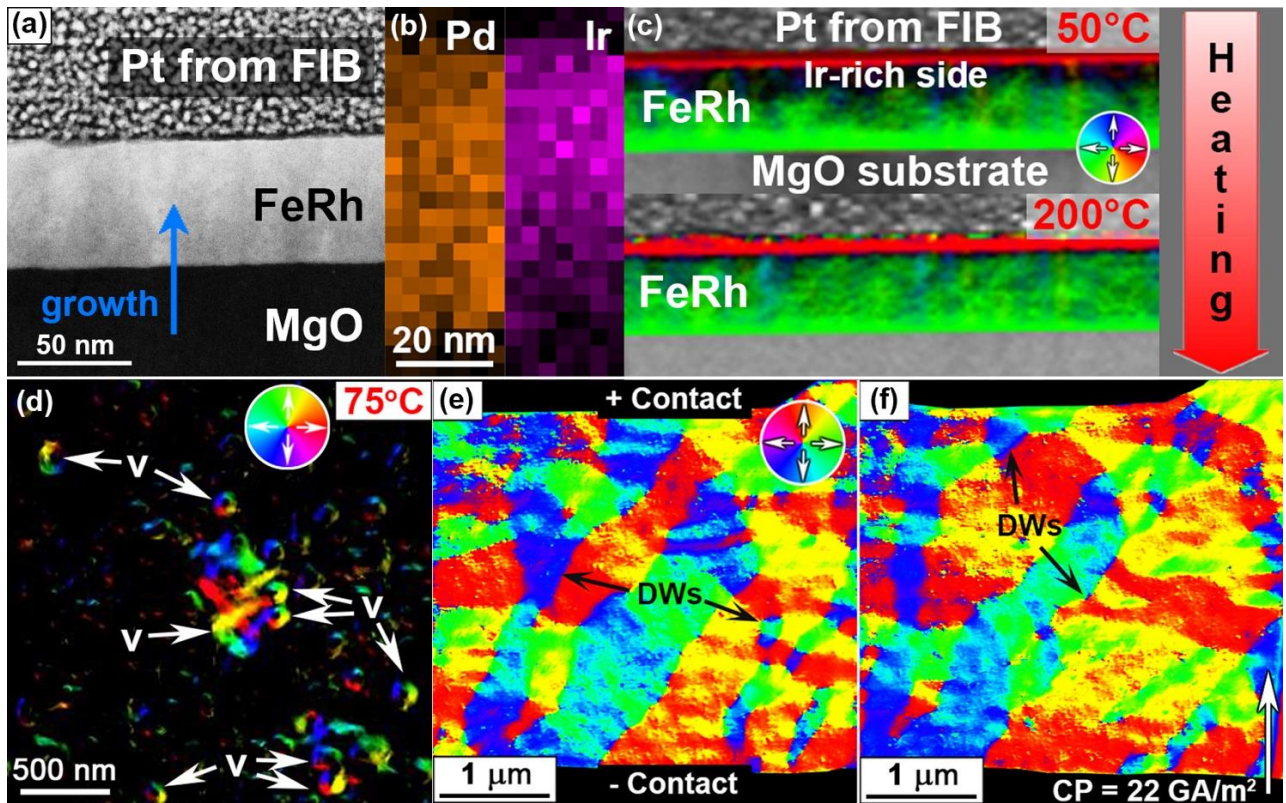 (a)
Pt from FIB
FeRh
growth
MgO
50 nm
(b)
Pd
Ir
20 nm
(c)
Pt from FIB
50°C
Ir-rich side
FeRh
MgO substrate
200°C
FeRh
Heating
(d)
75°C
v
v
v
v
v
500 nm
(e)
+ Contact
DWs
1 μm
- Contact
(f)
DWs
1 μm
CP = 22 GA/m²